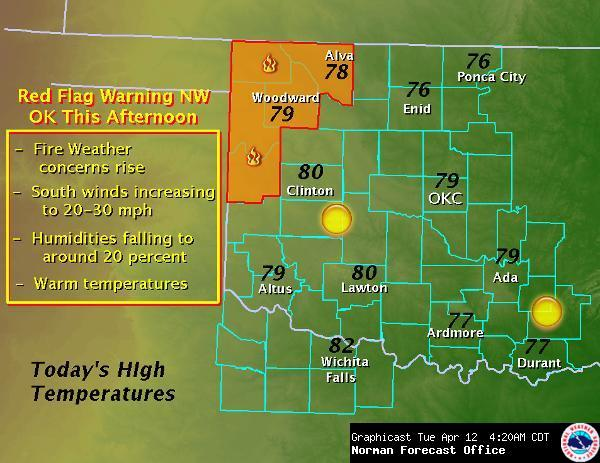 Red Flag Warning NW
OK This Afternoon
- Fire Weather
concerns rise
- South winds increasing
to 20-30 mph
- Humidities falling to
around 20 percent
- Warm temperatures
Alva
78
Woodward
79
76
Ponca City
76
Enid
80
Clinton
79
OKC
79
Altus
80
Lawton
79
Ada
77
Ardmore
77
Durant
82
Wichita
Falls
Today's HIgh
Temperatures
Graphicast Tue Apr 12 4:20AM CDT
Norman Forecast Office